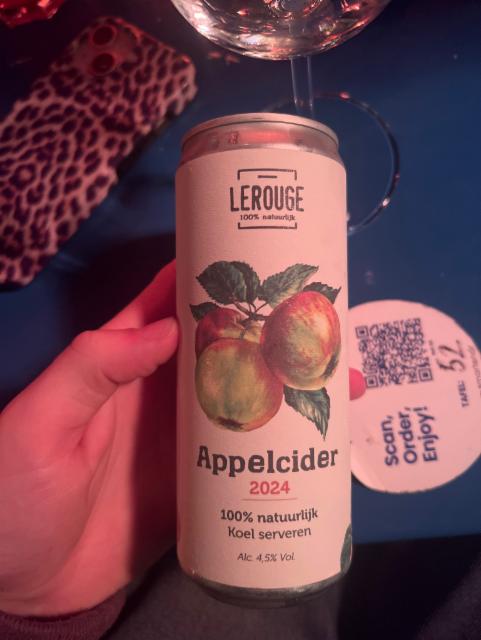 LEROUGE
100% natuurlijk
Appelcider
2024
100% natuurlijk
Koel serveren
Alc. 4,5% Vol.
Scan,
Order,
Enjoy!
TAFEL: 52